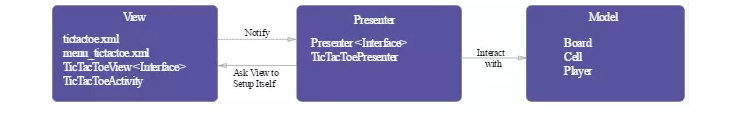 View
tictactoe.xml
menu_tictactoe.xml
TicTacToeView <Interface>
TicTacToeActivity
Notify
Ask View to
Setup Itself
Presenter
Presenter <Interface>
TicTacToePresenter
Interact
with
Model
Board
Cell
Player